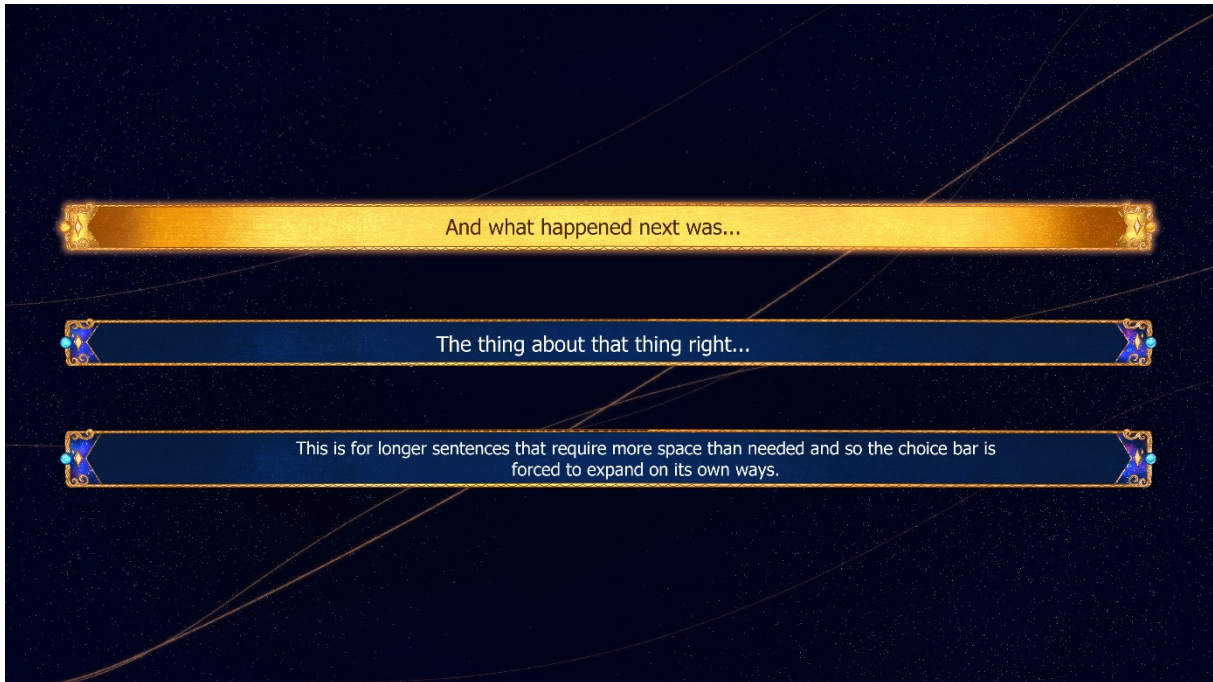 And what happened next was...
The thing about that thing right...
This is for longer sentences that require more space than needed and so the choice bar is
forced to expand on its own ways.